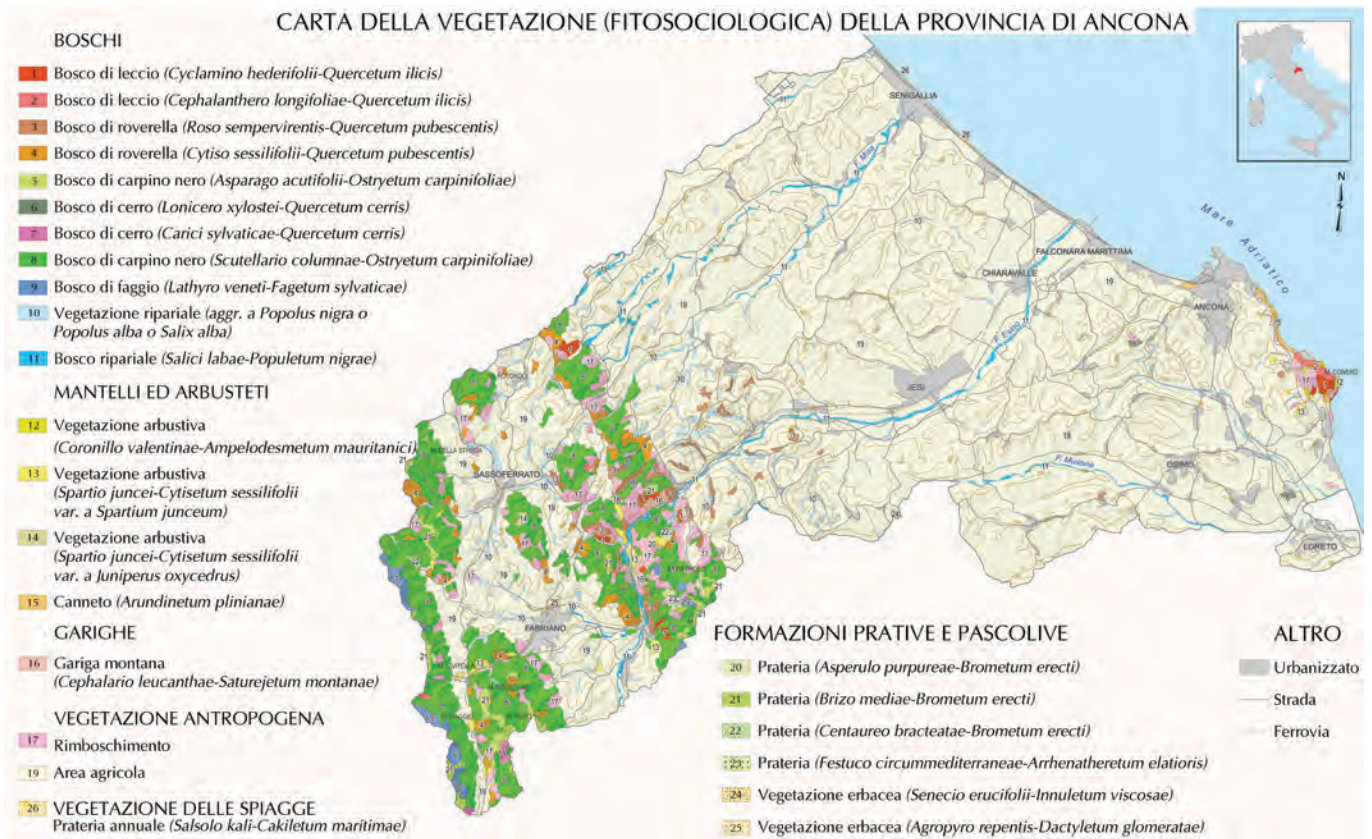 CARTA DELLA VEGETAZIONE (FITOSOCIOLOGICA) DELLA PROVINCIA DI ANCONA
BOSCHI
1 Bosco di leccio (Cyclamino hederifolii-Quercetum ilicis)
2 Bosco di leccio (Cephalanthero longifoliae-Quercetum ilicis)
3 Bosco di roverella (Roso sempervirentis-Quercetum pubescentis)
4 Bosco di roverella (Cytiso sessilifolii-Quercetum pubescentis)
5 Bosco di carpino nero (Asparago acutifolii-Ostryetum carpinifoliae)
6 Bosco di cerro (Lonicero xylostei-Quercetum cerris)
7 Bosco di cerro (Carici sylvaticae-Quercetum cerris)
8 Bosco di carpino nero (Scutellario columnae-Ostryetum carpinifoliae)
9 Bosco di faggio (Lathyro veneti-Fagetum sylvaticae)
10 Vegetazione ripariale (aggr. a Popolus nigra o
Popolus alba o Salix alba)
11 Bosco ripariale (Salici labae-Populetum nigrae)
MANTELLI ED ARBUSTETI
12 Vegetazione arbustiva
(Coronillo valentinae-Ampelodesmetum mauritanici)
13 Vegetazione arbustiva
(Spartio juncei-Cytisetum sessilifolii
var. a Spartium junceum)
14 Vegetazione arbustiva
(Spartio juncei-Cytisetum sessilifolii
var. a Juniperus oxycedrus)
15 Canneto (Arundinetum plinianae)
GARIGHE
16 Gariga montana
(Cephalario leucanthae-Saturejetum montanae)
VEGETAZIONE ANTROPOGENA
17 Rimboschimento
19 Area agricola
26 VEGETAZIONE DELLE SPIAGGE
Prateria annuale (Salsolo kali-Cakiletum maritimae)
FORMAZIONI PRATIVE E PASCOLIVE
20 Prateria (Asperulo purpureae-Brometum erecti)
21 Prateria (Brizo mediae-Brometum erecti)
22 Prateria (Centaureo bracteatae-Brometum erecti)
23 Prateria (Festuco circummediterraneae-Arrhenatheretum elatioris)
24 Vegetazione erbacea (Senecio erucifolii-Innuletum viscosae)
25 Vegetazione erbacea (Agropyro repentis-Dactyletum glomeratae)
ALTRO
Urbanizzato
Strada
Ferrovia
N
Mare Adriatico
SENIGALLIA
F. Misa
FALCONARA MARITTIMA
CHIARAVALLE
ANCONA
M. CONERO
F. Esino
JESI
F. Musone
OSIMO
LORETO
SASSOFERRATO
FABRIANO